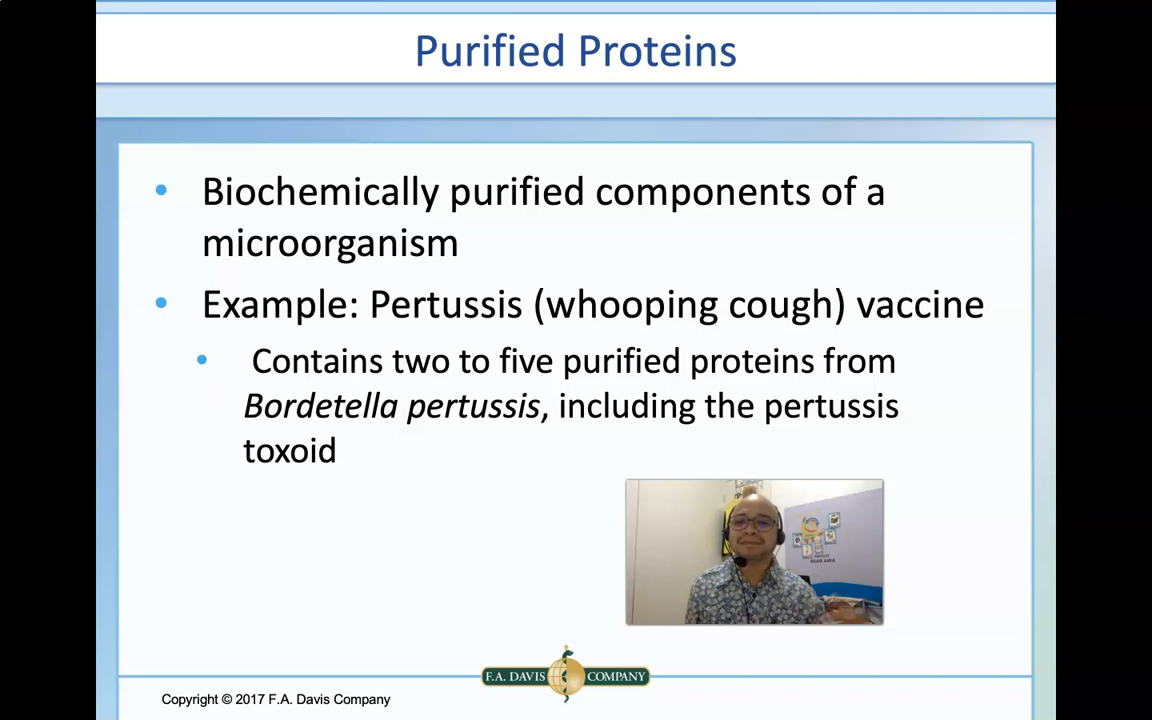 Purified Proteins
• Biochemically purified components of a
microorganism
• Example: Pertussis (whooping cough) vaccine
• Contains two to five purified proteins from
Bordetella pertussis, including the pertussis
toxoid
F.A. DAVIS COMPANY
Copyright © 2017 F.A. Davis Company